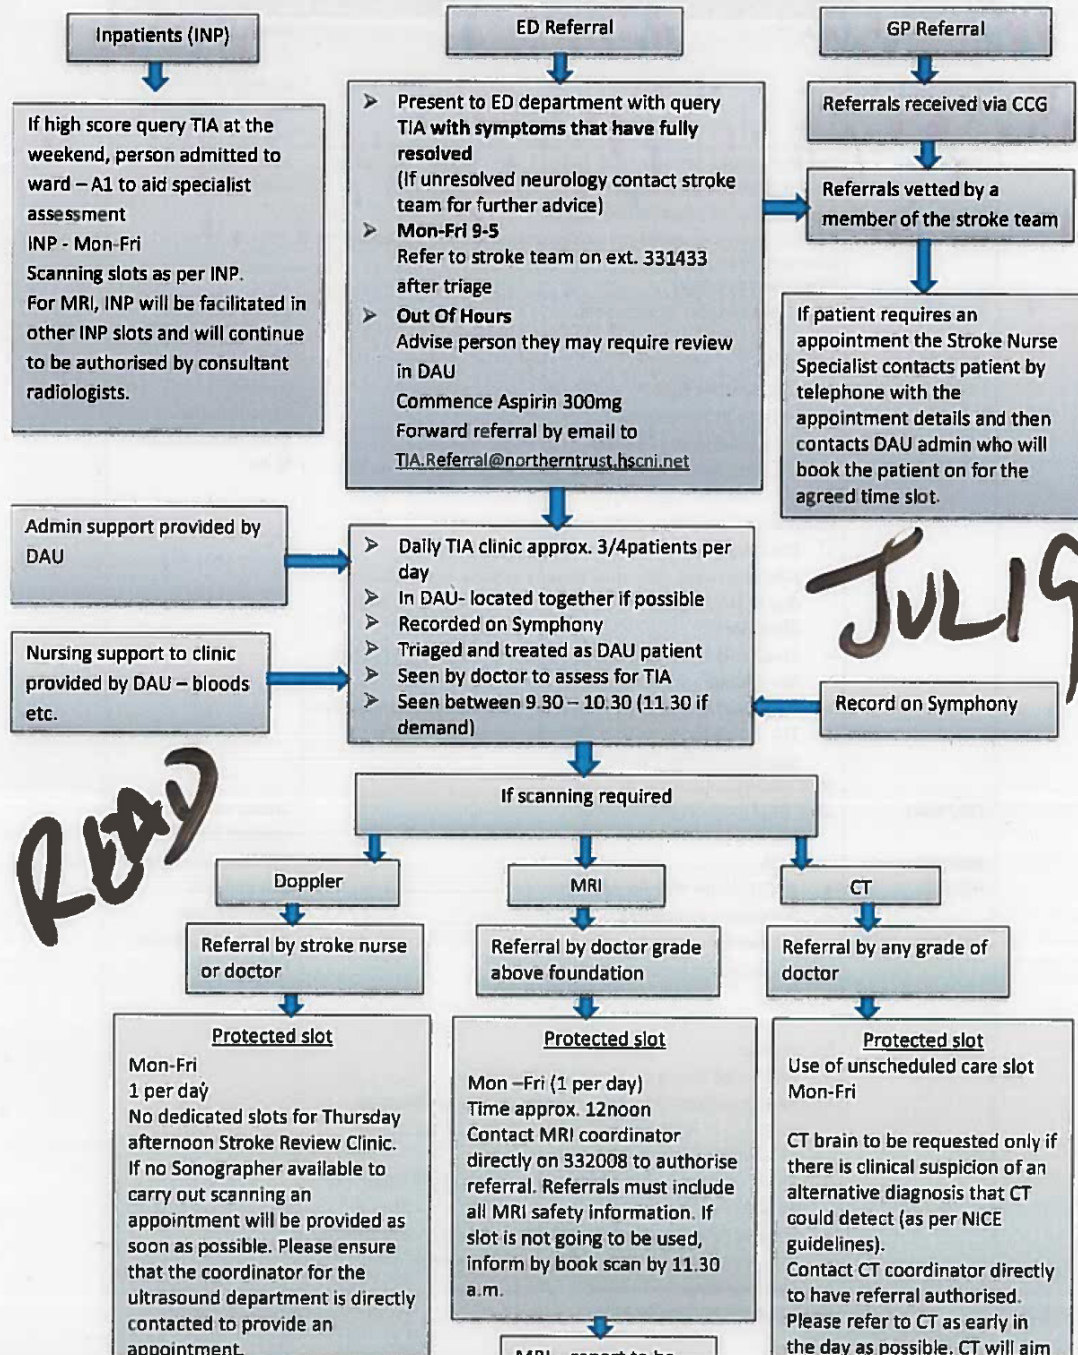 Inpatients (INP)
If high score query TIA at the
weekend, person admitted to
ward – A1 to aid specialist
assessment
INP - Mon-Fri
Scanning slots as per INP.
For MRI, INP will be facilitated in
other INP slots and will continue
to be authorised by consultant
radiologists.
ED Referral
➢ Present to ED department with query
TIA with symptoms that have fully
resolved
(If unresolved neurology contact stroke
team for further advice)
➢ Mon-Fri 9-5
Refer to stroke team on ext. 331433
after triage
➢ Out Of Hours
Advise person they may require review
in DAU
Commence Aspirin 300mg
Forward referral by email to
TIA.Referral@northerntrust.hscni.net
GP Referral
Referrals received via CCG
Referrals vetted by a
member of the stroke team
If patient requires an
appointment the Stroke Nurse
Specialist contacts patient by
telephone with the
appointment details and then
contacts DAU admin who will
book the patient on for the
agreed time slot.
Admin support provided by
DAU
Nursing support to clinic
provided by DAU – bloods
etc.
➢ Daily TIA clinic approx. 3/4patients per
day
➢ In DAU- located together if possible
➢ Recorded on Symphony
➢ Triaged and treated as DAU patient
➢ Seen by doctor to assess for TIA
➢ Seen between 9.30 – 10.30 (11.30 if
demand)
JUL19
Record on Symphony
READY
If scanning required
Doppler
Referral by stroke nurse
or doctor
Protected slot
Mon-Fri
1 per day
No dedicated slots for Thursday
afternoon Stroke Review Clinic.
If no Sonographer available to
carry out scanning an
appointment will be provided as
soon as possible. Please ensure
that the coordinator for the
ultrasound department is directly
contacted to provide an
appointment.
MRI
Referral by doctor grade
above foundation
Protected slot
Mon –Fri (1 per day)
Time approx. 12noon
Contact MRI coordinator
directly on 332008 to authorise
referral. Referrals must include
all MRI safety information. If
slot is not going to be used,
inform by book scan by 11.30
a.m.
MRI – report to be
CT
Referral by any grade of
doctor
Protected slot
Use of unscheduled care slot
Mon-Fri
CT brain to be requested only if
there is clinical suspicion of an
alternative diagnosis that CT
could detect (as per NICE
guidelines).
Contact CT coordinator directly
to have referral authorised.
Please refer to CT as early in
the day as possible. CT will aim